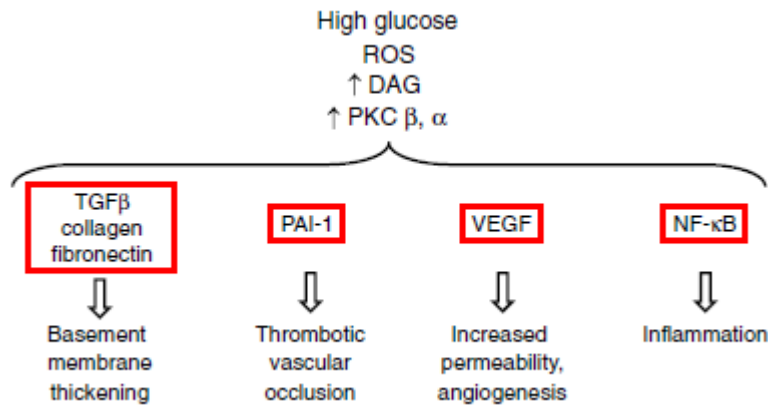 High glucose
ROS
↑ DAG
↑ PKC β, α
TGFβ
collagen
fibronectin
PAI-1
VEGF
NF-κB
Basement
membrane
thickening
Thrombotic
vascular
occlusion
Increased
permeability,
angiogenesis
Inflammation